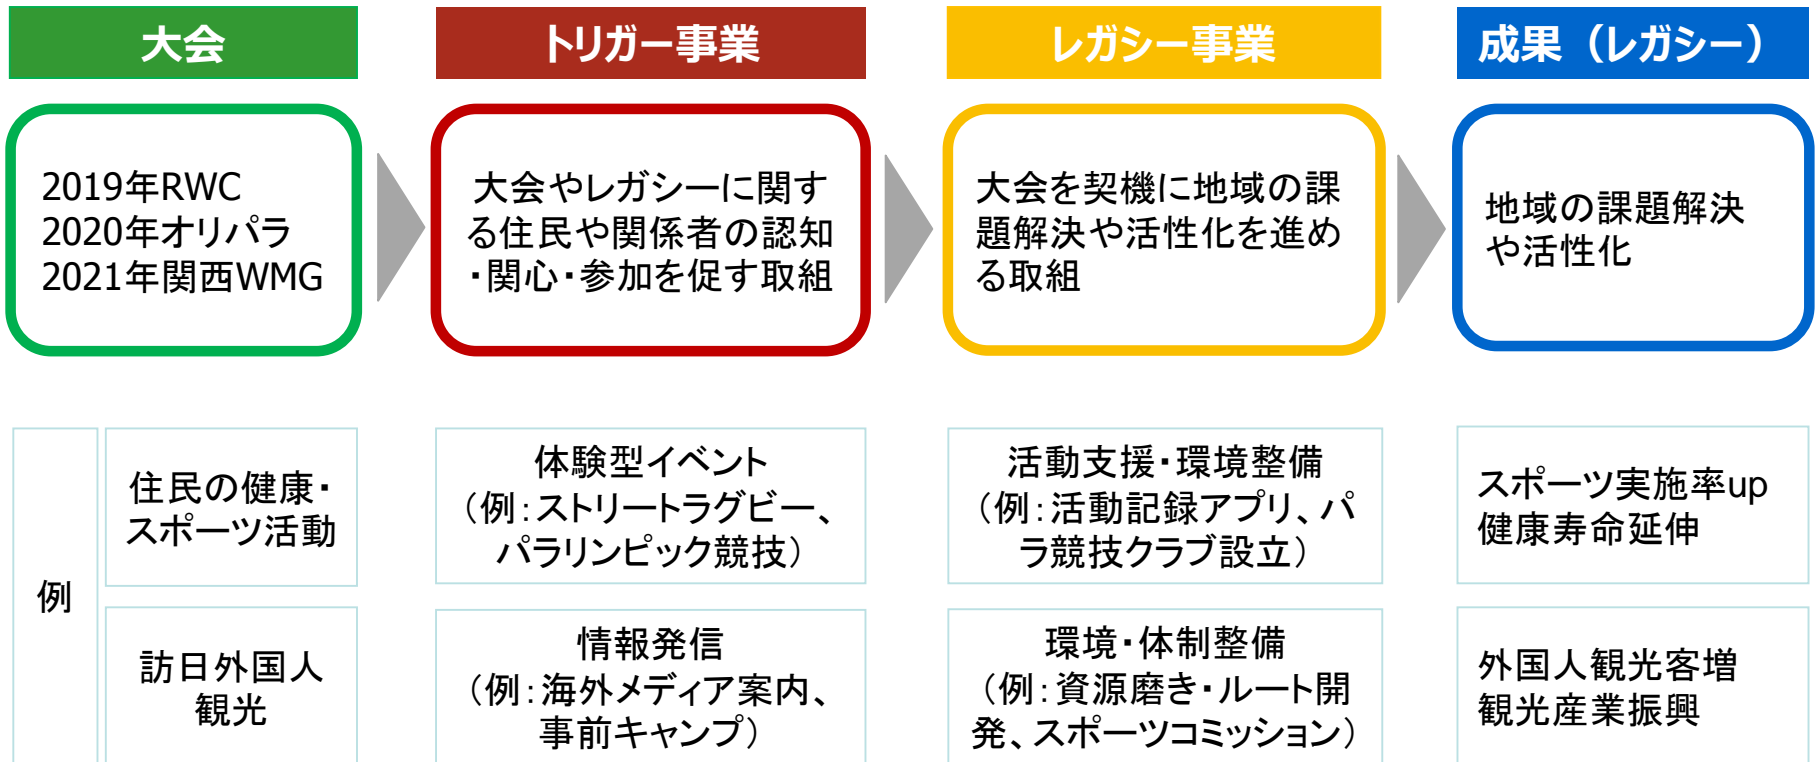 大会
トリガー事業
レガシー事業
成果（レガシー）
2019年RWC
2020年オリパラ
2021年関西WMG
大会やレガシーに関す
る住民や関係者の認知
・関心・参加を促す取組
大会を契機に地域の課
題解決や活性化を進め
る取組
地域の課題解決
や活性化
例
住民の健康・
スポーツ活動
体験型イベント
（例：ストリートラグビー、
パラリンピック競技）
活動支援・環境整備
（例：活動記録アプリ、パ
ラ競技クラブ設立）
スポーツ実施率up
健康寿命延伸
訪日外国人
観光
情報発信
（例：海外メディア案内、
事前キャンプ）
環境・体制整備
（例：資源磨き・ルート開
発、スポーツコミッション）
外国人観光客増
観光産業振興